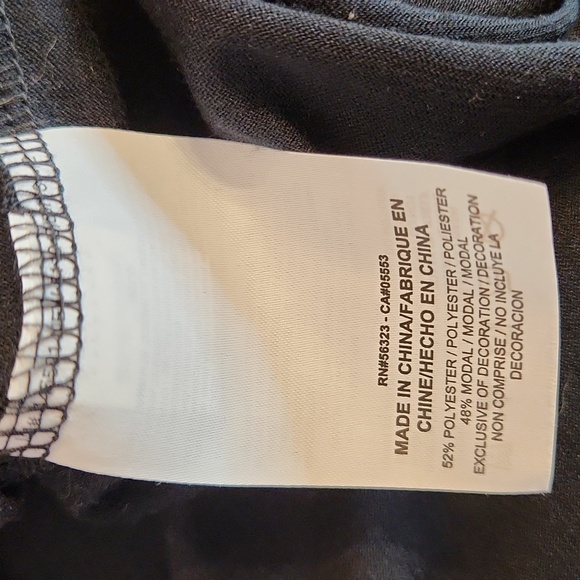 RN#56323 - CA#05553
MADE IN CHINA/FABRIQUE EN
CHINE/HECHO EN CHINA
52% POLYESTER / POLYESTER / POLIESTER
48% MODAL / MODAL / MODAL
EXCLUSIVE OF DECORATION / DECORATION
NON COMPRISE / NO INCLUYE LA
DECORACION